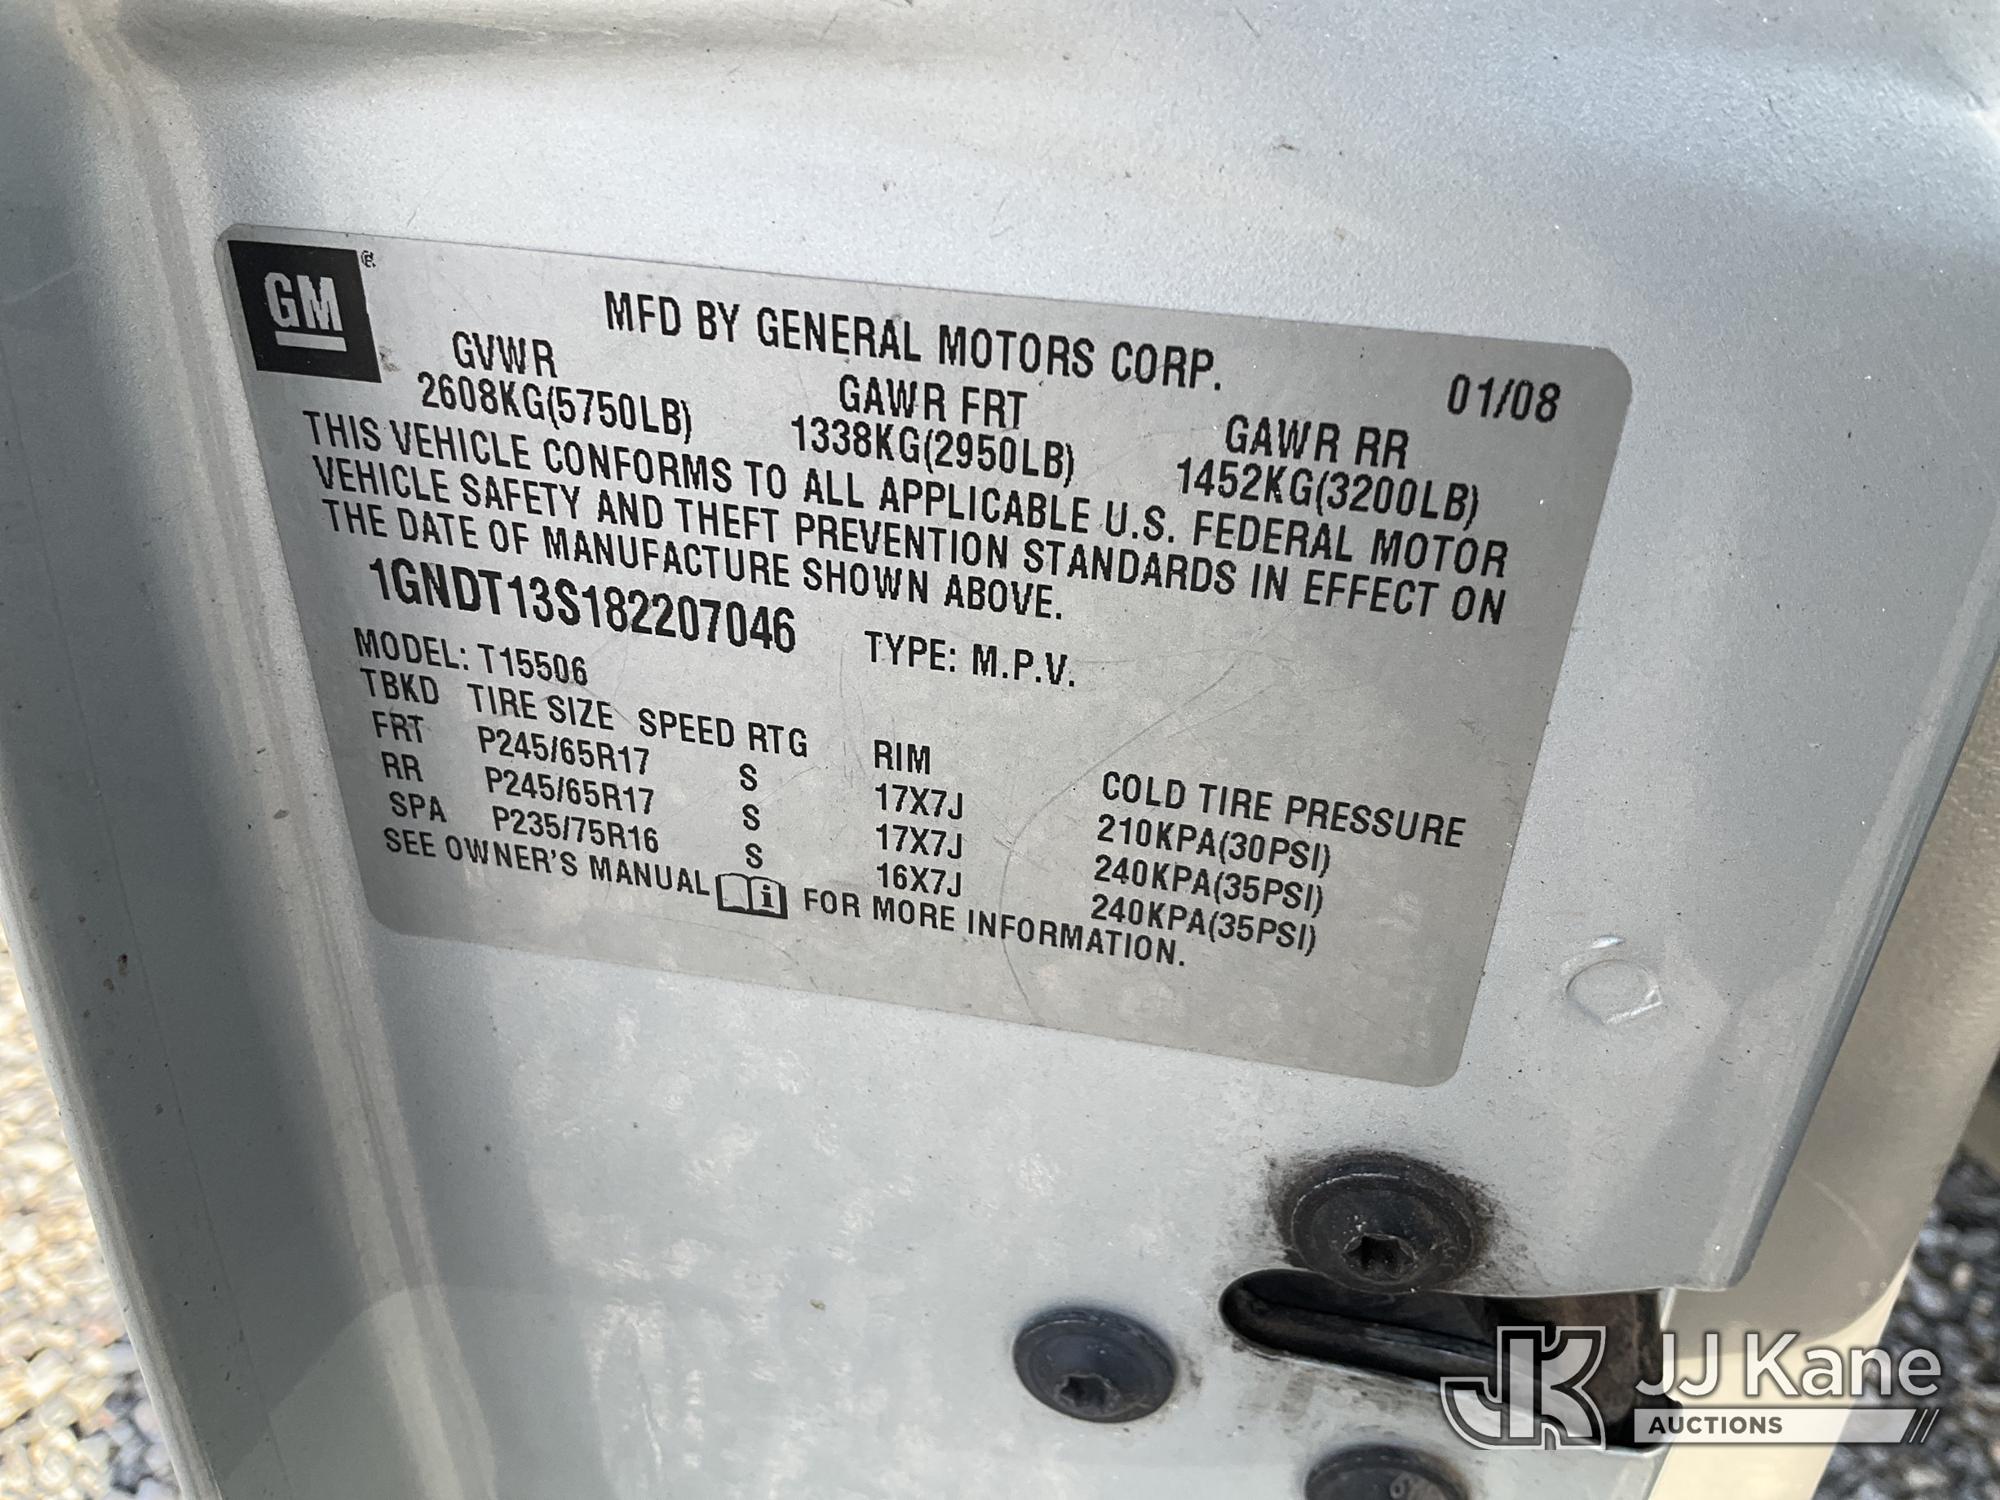 GM®
MFD BY GENERAL MOTORS CORP. 01/08
GVWR GAWR FRT GAWR RR
2608KG(5750LB) 1338KG(2950LB) 1452KG(3200LB)
THIS VEHICLE CONFORMS TO ALL APPLICABLE U.S. FEDERAL MOTOR
VEHICLE SAFETY AND THEFT PREVENTION STANDARDS IN EFFECT ON
THE DATE OF MANUFACTURE SHOWN ABOVE.
1GNDT13S182207046 TYPE: M.P.V.
MODEL: T15506
TBKD TIRE SIZE SPEED RTG RIM COLD TIRE PRESSURE
FRT P245/65R17 S 17X7J 210KPA(30PSI)
RR P245/65R17 S 17X7J 240KPA(35PSI)
SPA P235/75R16 S 16X7J 240KPA(35PSI)
SEE OWNER'S MANUAL i FOR MORE INFORMATION.
JK JJ Kane
AUCTIONS